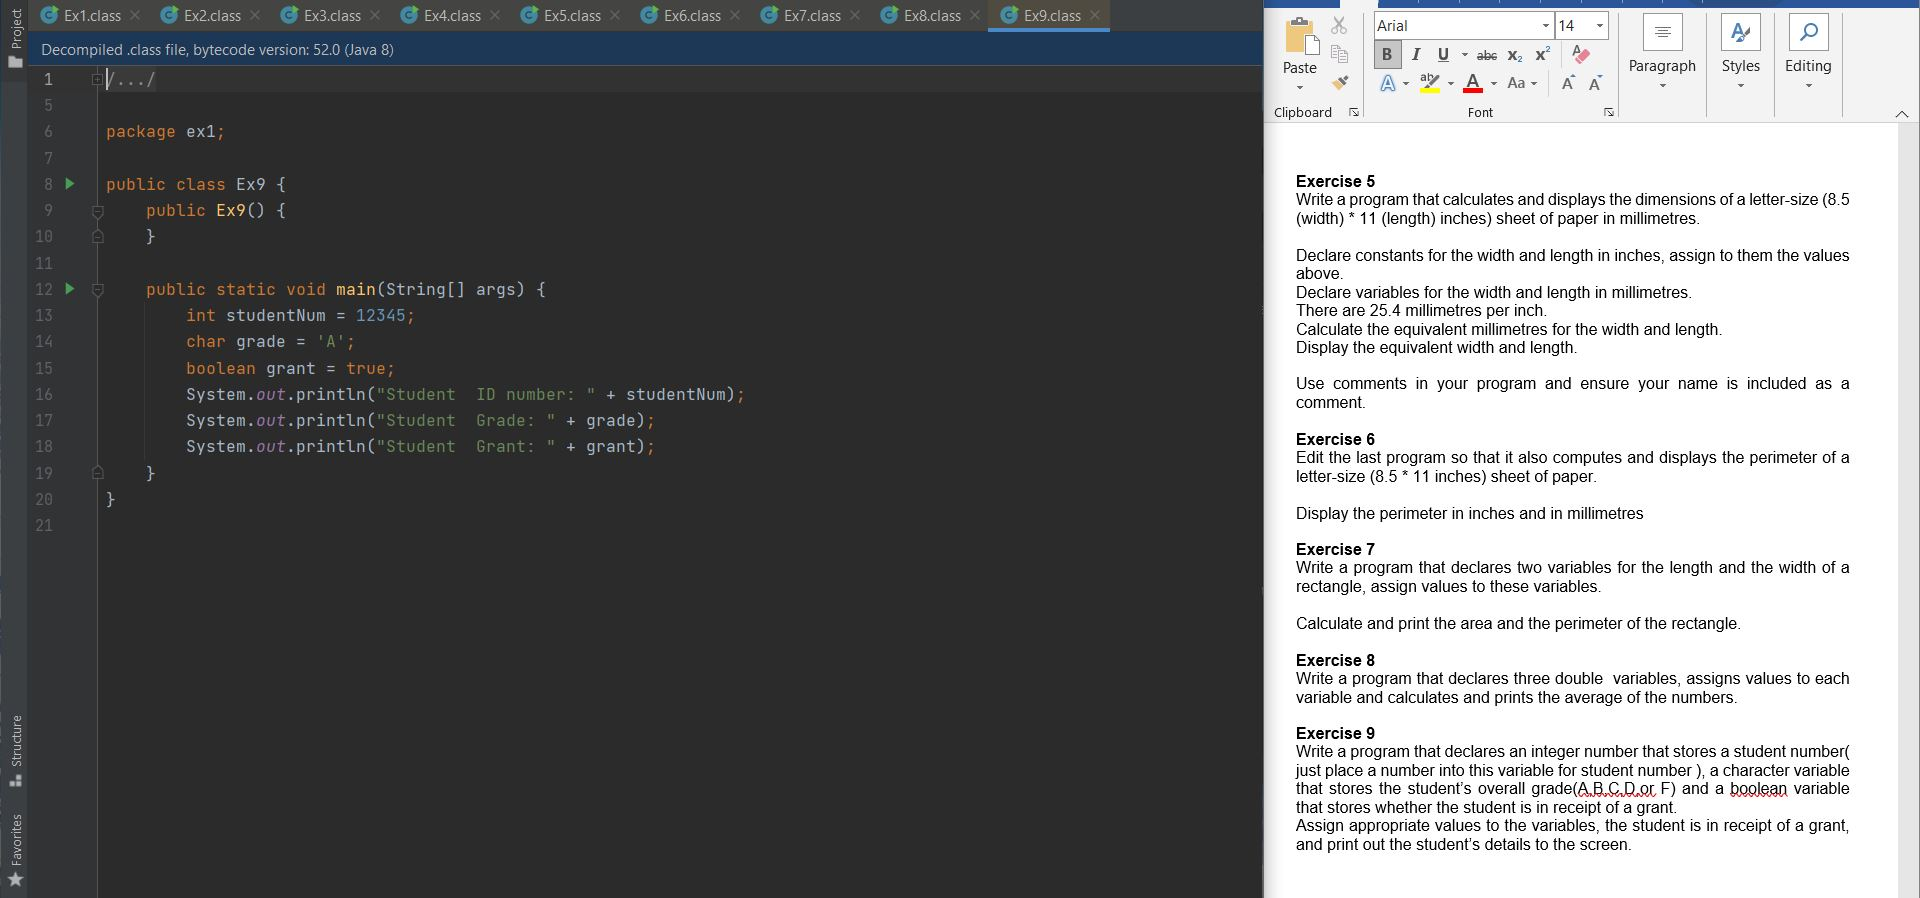 Project
Ex1.class
Ex2.class
Ex3.class
Ex4.class
Ex5.class
Ex6.class
Ex7.class
Ex8.class
Ex9.class
Decompiled .class file, bytecode version: 52.0 (Java 8)
1 /.../
5
6 package ex1;
7
8 public class Ex9 {
9 public Ex9() {
10 }
11
12 public static void main(String[] args) {
13 int studentNum = 12345;
14 char grade = 'A';
15 boolean grant = true;
16 System.out.println("Student  ID number: " + studentNum);
17 System.out.println("Student  Grade: " + grade);
18 System.out.println("Student  Grant: " + grant);
19 }
20 }
21
Structure
Favorites
Paste
Clipboard
Arial
14
B I U abc X₂ X²
A ab A Aa A A
Font
Paragraph
Styles
Editing
Exercise 5
Write a program that calculates and displays the dimensions of a letter-size (8.5
(width) * 11 (length) inches) sheet of paper in millimetres.
Declare constants for the width and length in inches, assign to them the values
above.
Declare variables for the width and length in millimetres.
There are 25.4 millimetres per inch.
Calculate the equivalent millimetres for the width and length.
Display the equivalent width and length.
Use comments in your program and ensure your name is included as a
comment.
Exercise 6
Edit the last program so that it also computes and displays the perimeter of a
letter-size (8.5 * 11 inches) sheet of paper.
Display the perimeter in inches and in millimetres
Exercise 7
Write a program that declares two variables for the length and the width of a
rectangle, assign values to these variables.
Calculate and print the area and the perimeter of the rectangle.
Exercise 8
Write a program that declares three double  variables, assigns values to each
variable and calculates and prints the average of the numbers.
Exercise 9
Write a program that declares an integer number that stores a student number(
just place a number into this variable for student number ), a character variable
that stores the student's overall grade(A,B,C,D,or F) and a boolean variable
that stores whether the student is in receipt of a grant.
Assign appropriate values to the variables, the student is in receipt of a grant,
and print out the student's details to the screen.